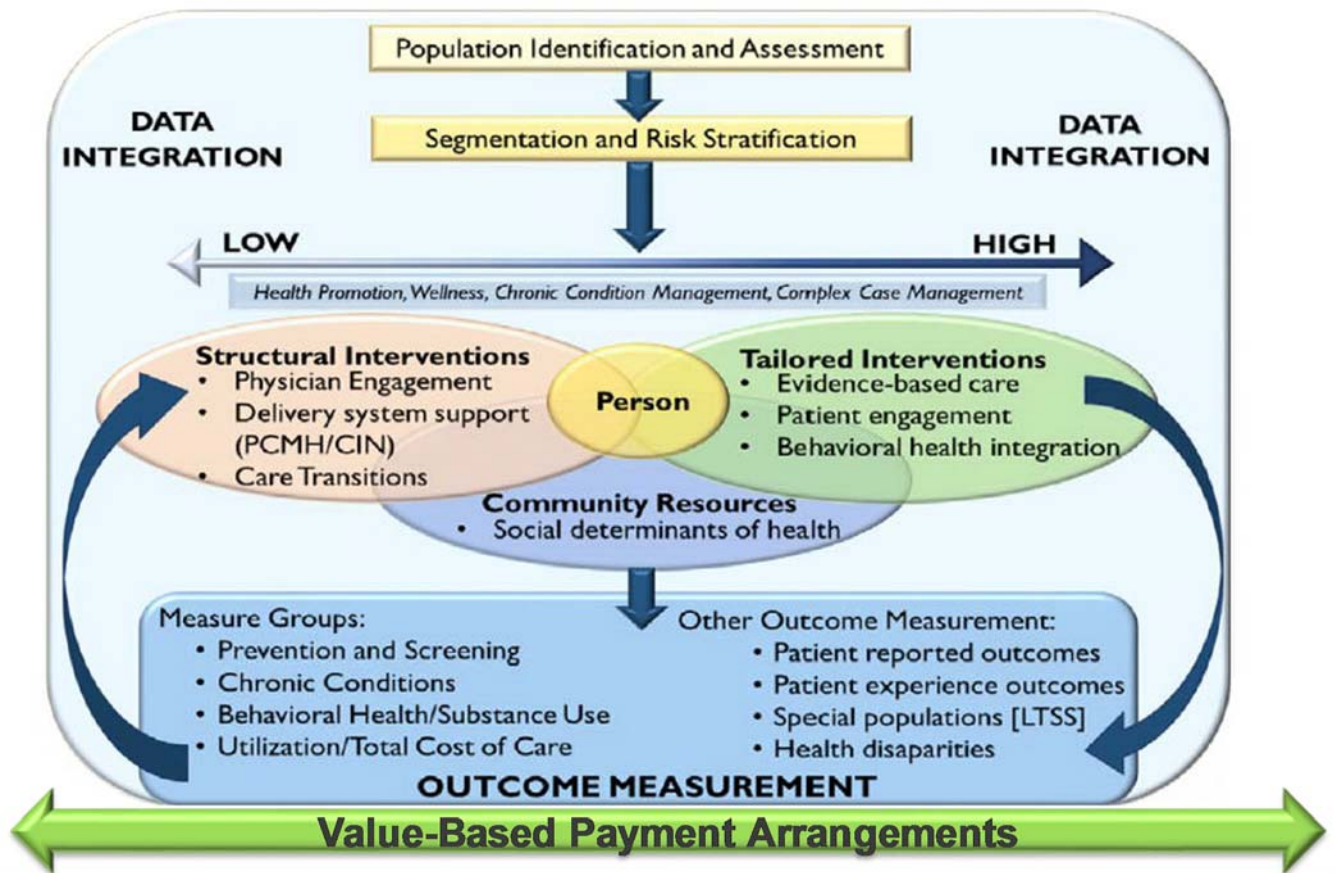 Population Identification and Assessment
DATA
INTEGRATION
Segmentation and Risk Stratification
DATA
INTEGRATION
LOW
HIGH
Health Promotion, Wellness, Chronic Condition Management, Complex Case Management
Structural Interventions
• Physician Engagement
• Delivery system support
(PCMH/CIN)
• Care Transitions
Person
Tailored Interventions
• Evidence-based care
• Patient engagement
• Behavioral health integration
Community Resources
• Social determinants of health
Measure Groups:
• Prevention and Screening
• Chronic Conditions
• Behavioral Health/Substance Use
• Utilization/Total Cost of Care
Other Outcome Measurement:
• Patient reported outcomes
• Patient experience outcomes
• Special populations [LTSS]
• Health disaparities
OUTCOME MEASUREMENT
Value-Based Payment Arrangements